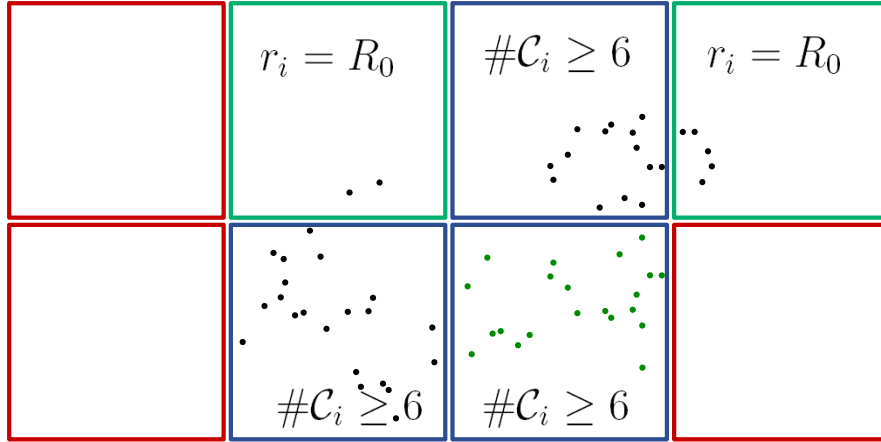 r_i = R_0
#𝒞_i ≥ 6
r_i = R_0
#𝒞_i ≥ 6
#𝒞_i ≥ 6